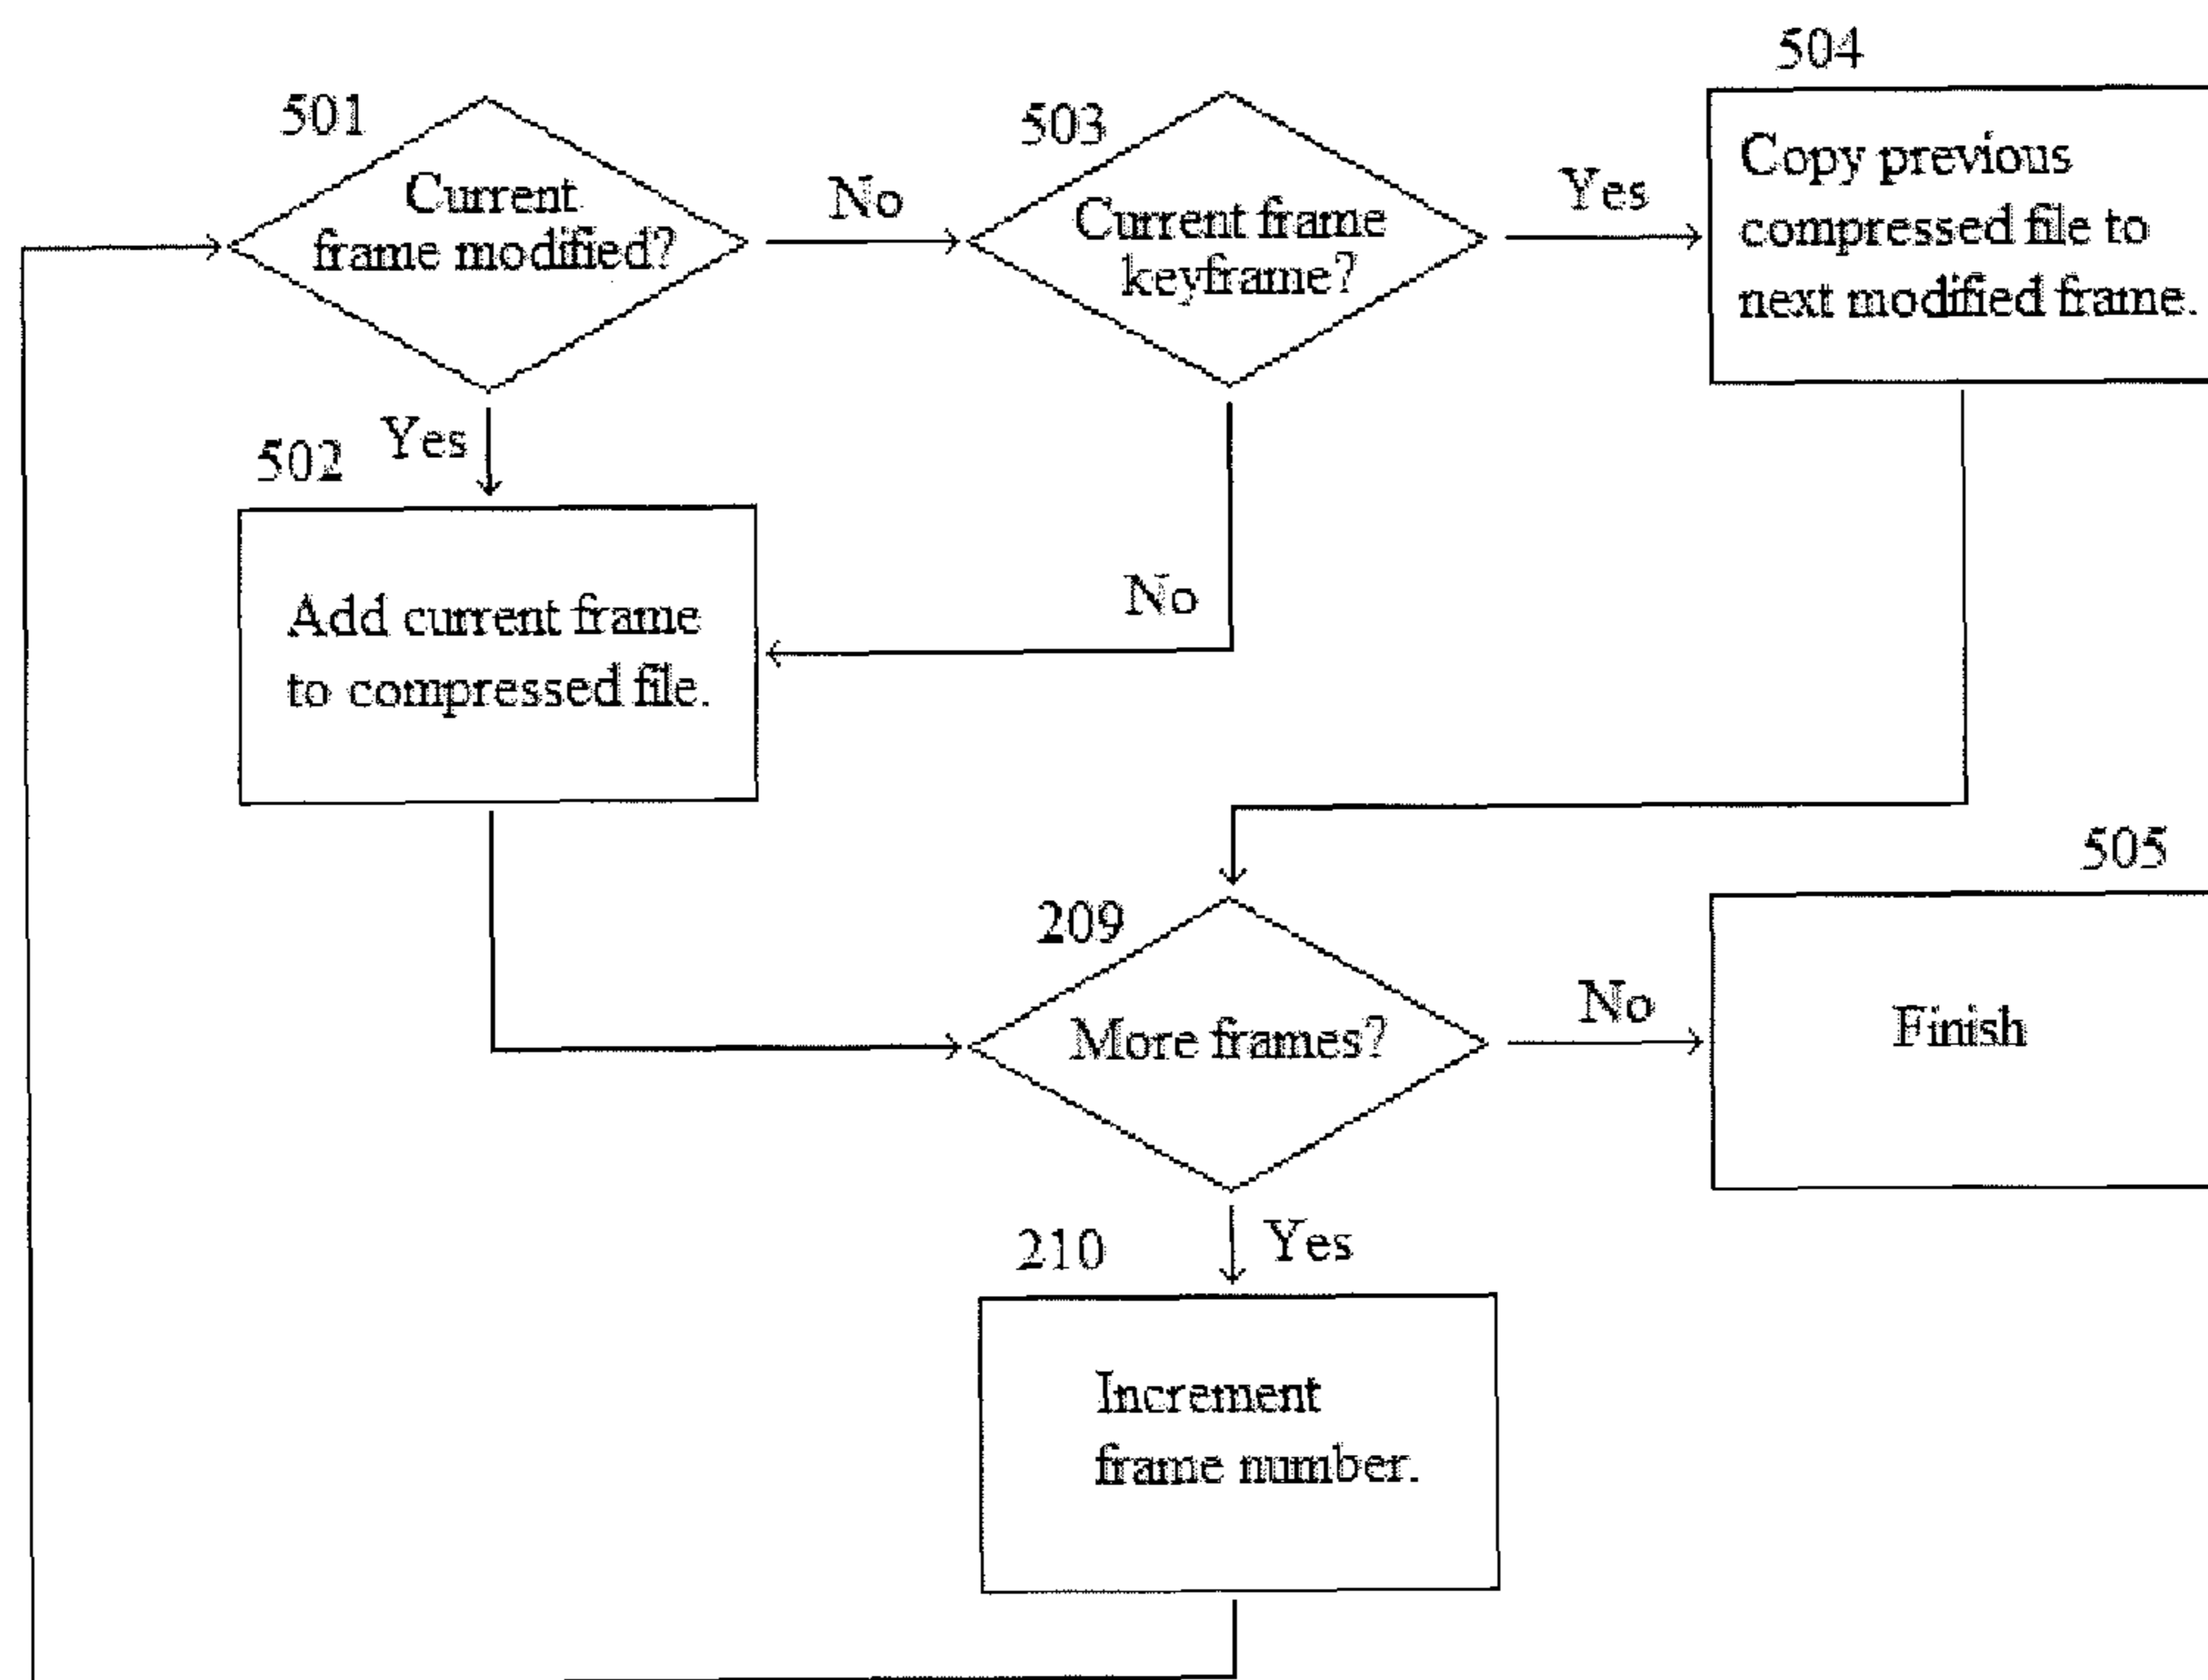 504
501
503
Current
frame modified?
No
Current frame
keyframe?
Yes
Copy previous
compressed file to
next modified frame.
Yes
502
Add current frame
to compressed file.
No
505
209
More frames?
No
Finish
210
Yes
Increment
frame number.